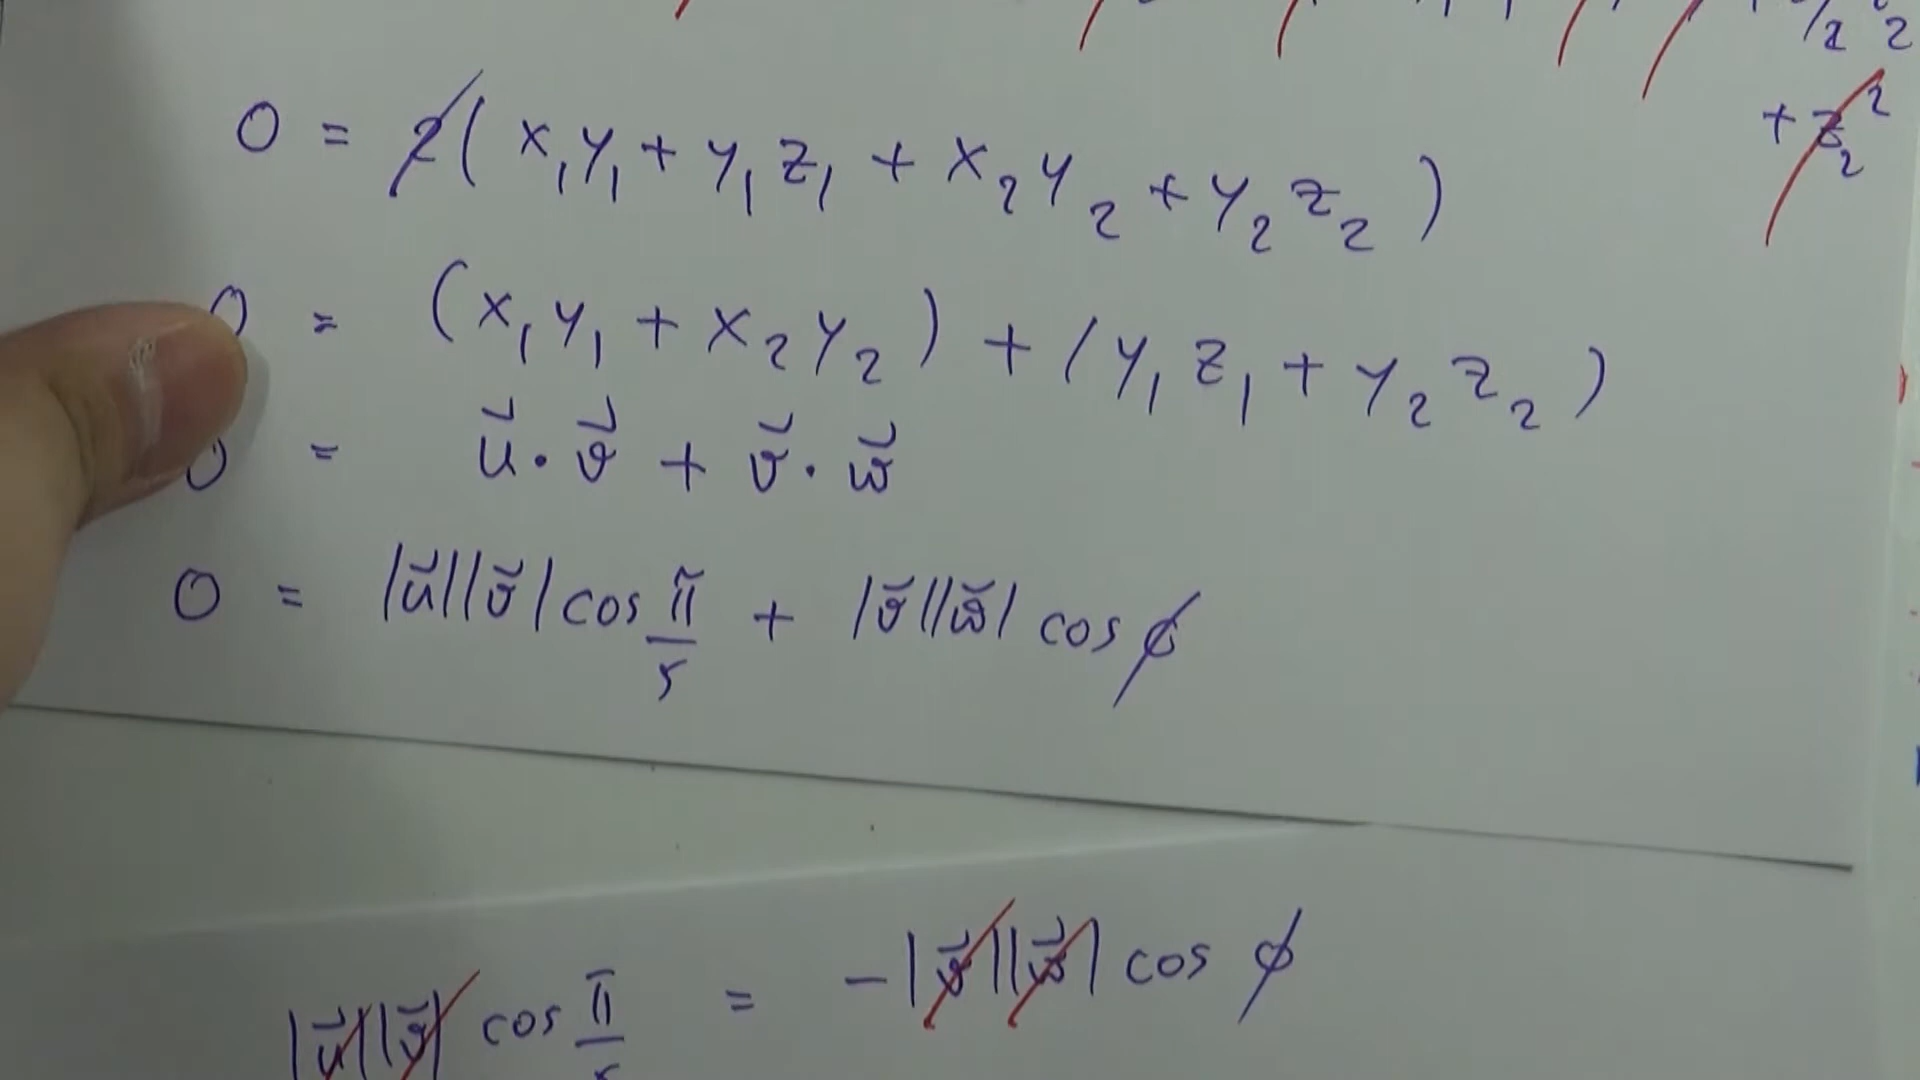 + z₂²
0 = 2( x₁y₁ + y₁z₁ + x₂y₂ + y₂z₂ )
0 = (x₁y₁ + x₂y₂) + (y₁z₁ + y₂z₂)
0 = u⃗·v⃗ + v⃗·w⃗
0 = |u⃗||v⃗| cos π/5 + |v⃗||w⃗| cos ϕ
|u⃗||v⃗| cos π/5 = -|v⃗||w⃗| cos ϕ